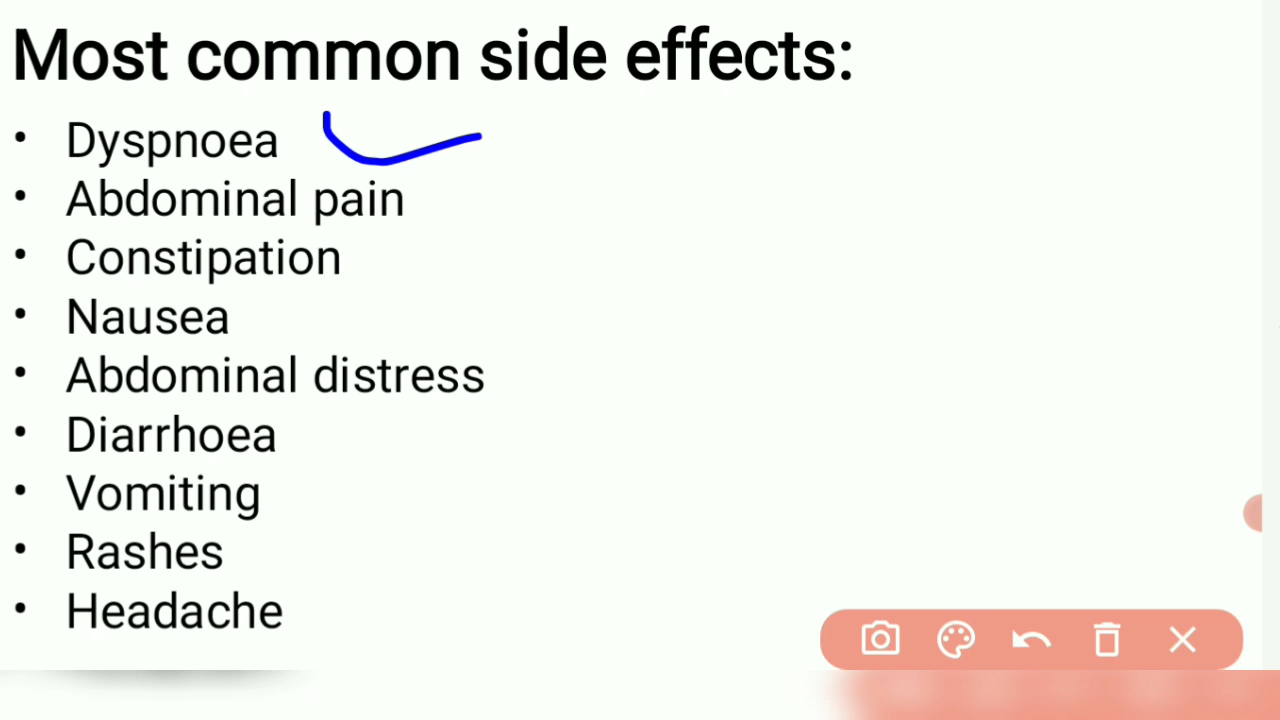 Most common side effects:
• Dyspnoea
• Abdominal pain
• Constipation
• Nausea
• Abdominal distress
• Diarrhoea
• Vomiting
• Rashes
• Headache